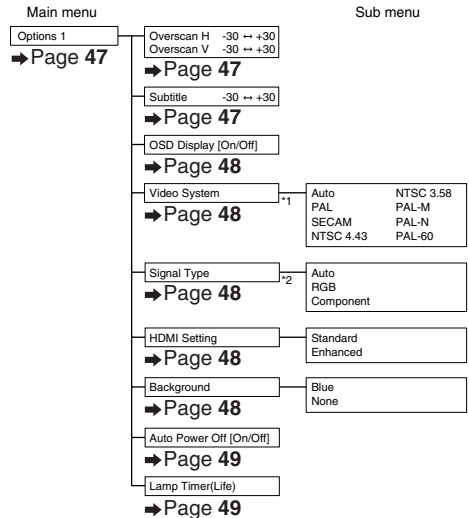 Main menu
Sub menu
Options 1
➡Page 47
Overscan H -30 ↔ +30
Overscan V -30 ↔ +30
➡Page 47
Subtitle -30 ↔ +30
➡Page 47
OSD Display [On/Off]
➡Page 48
Video System
➡Page 48
*1
Auto NTSC 3.58
PAL PAL-M
SECAM PAL-N
NTSC 4.43 PAL-60
Signal Type
➡Page 48
*2
Auto
RGB
Component
HDMI Setting
➡Page 48
Standard
Enhanced
Background
➡Page 48
Blue
None
Auto Power Off [On/Off]
➡Page 49
Lamp Timer(Life)
➡Page 49